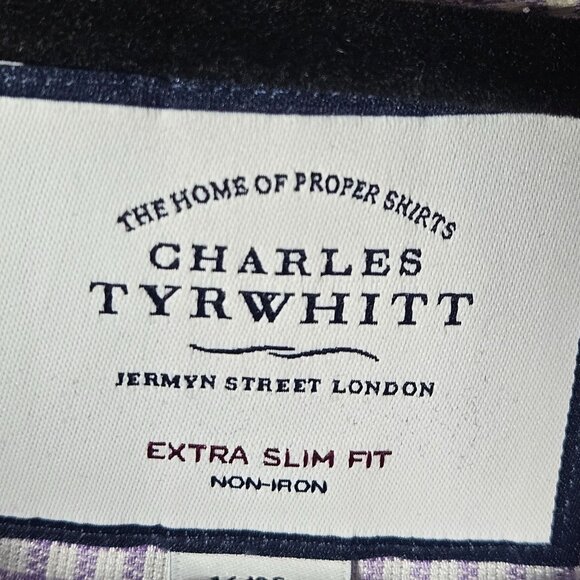 THE HOME OF PROPER SHIRTS
CHARLES
TYRWHITT
JERMYN STREET LONDON
EXTRA SLIM FIT
NON-IRON